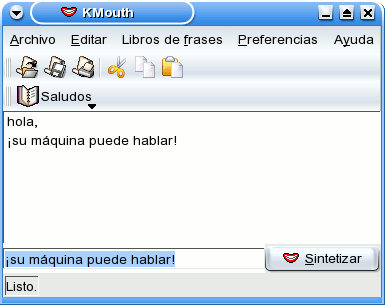 KMouth
Archivo Editar Libros de frases Preferencias Ayuda
Saludos
hola,
¡su máquina puede hablar!
¡su máquina puede hablar!
Sintetizar
Listo.